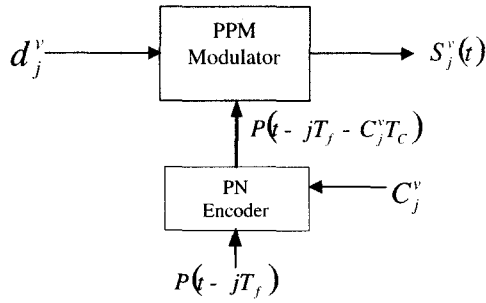 PPM
Modulator
d_j^v
S_j^v(t)
P(t - jT_f - C_j^vT_C)
PN
Encoder
C_j^v
P(t - jT_f)